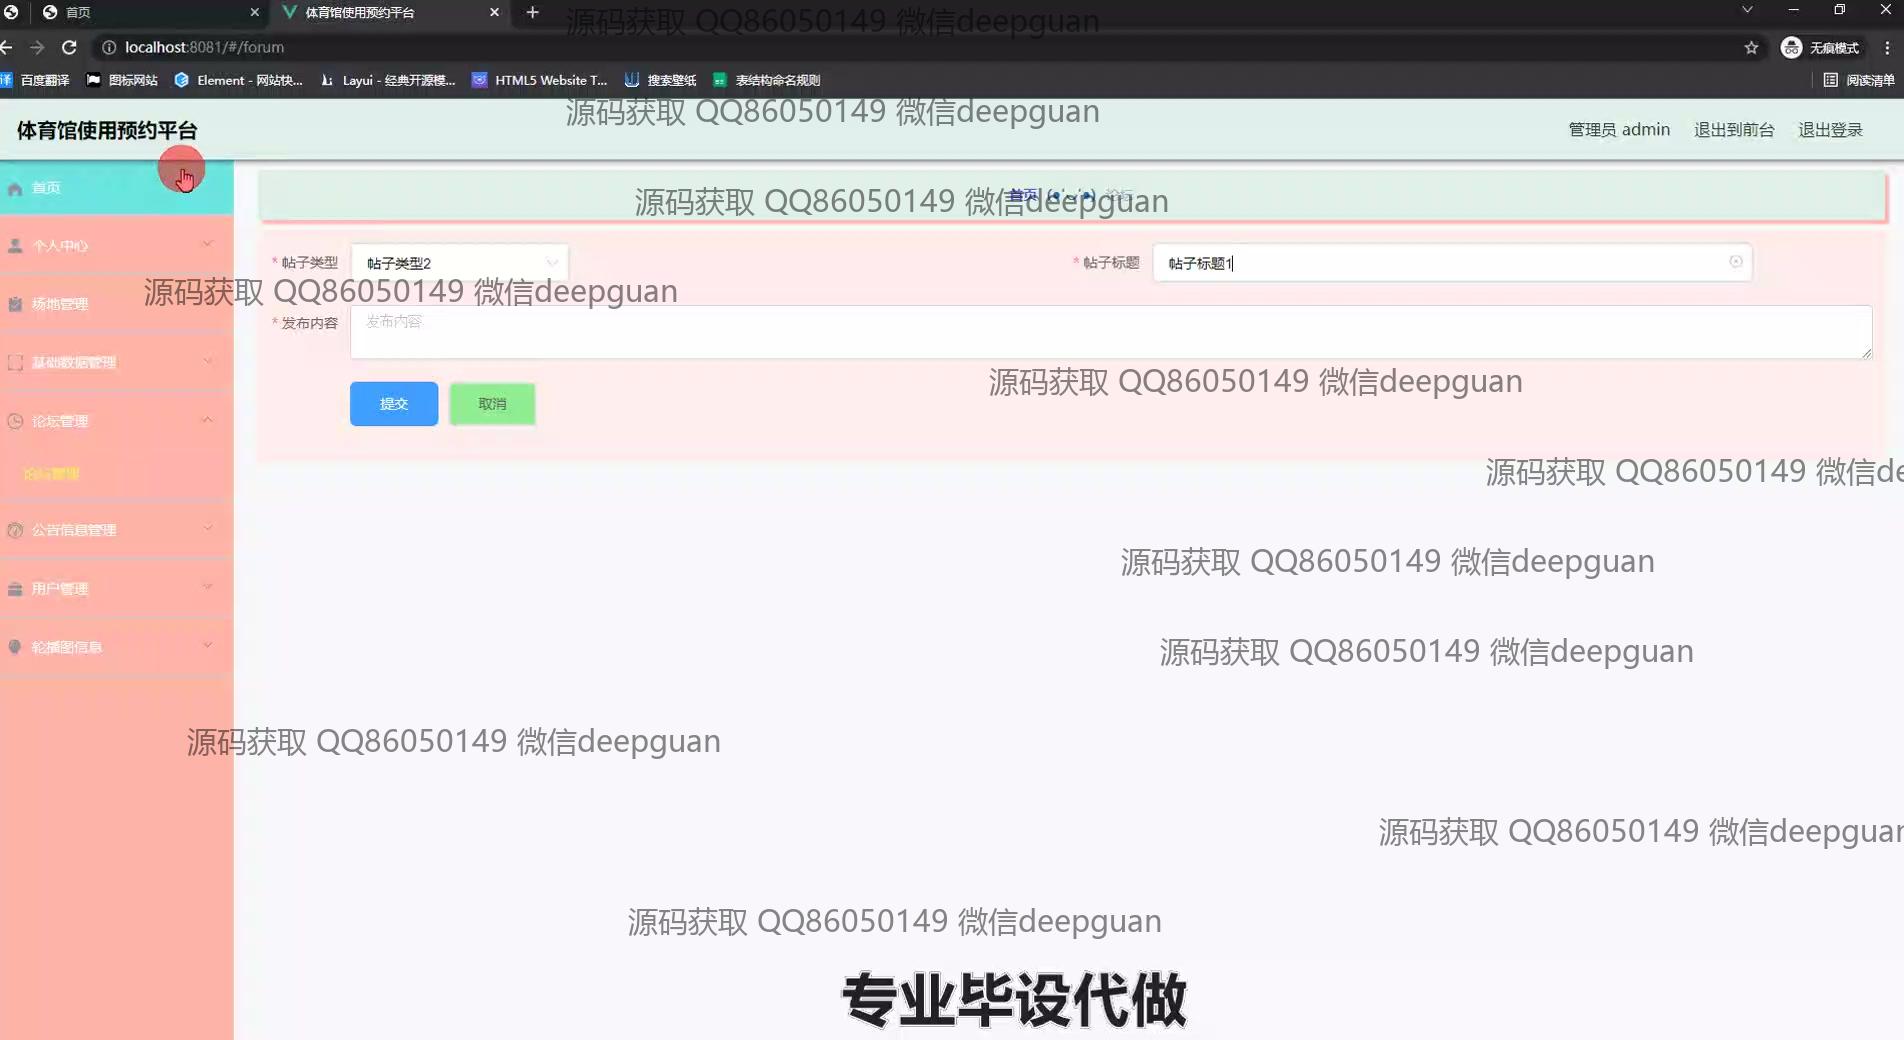 首页
体育馆使用预约平台
源码获取 QQ86050149 微信deepguan
localhost:8081/#/forum
无痕模式
百度翻译
图标网站
Element - 网站快...
Layui - 经典开源模...
HTML5 Website T...
搜索壁纸
表结构命名规则
阅读清单
源码获取 QQ86050149 微信deepguan
体育馆使用预约平台
管理员 admin
退出到前台
退出登录
首页
首页 (●'◡'●) 论坛
源码获取 QQ86050149 微信deepguan
个人中心
* 帖子类型
帖子类型2
* 帖子标题
帖子标题1
源码获取 QQ86050149 微信deepguan
场地管理
* 发布内容
发布内容
基础数据管理
源码获取 QQ86050149 微信deepguan
提交
取消
论坛管理
论坛管理
源码获取 QQ86050149 微信de
公告信息管理
源码获取 QQ86050149 微信deepguan
用户管理
轮播图信息
源码获取 QQ86050149 微信deepguan
源码获取 QQ86050149 微信deepguan
源码获取 QQ86050149 微信deepguan
源码获取 QQ86050149 微信deepguan
专业毕设代做